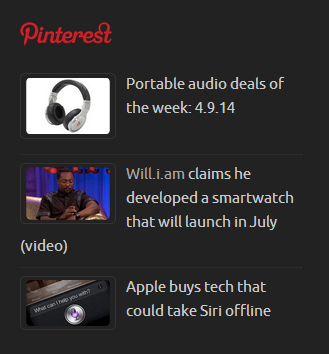 Pinterest
Portable audio deals of
the week: 4.9.14
Will.i.am claims he
developed a smartwatch
that will launch in July
(video)
What can I help you with?
Apple buys tech that
could take Siri offline